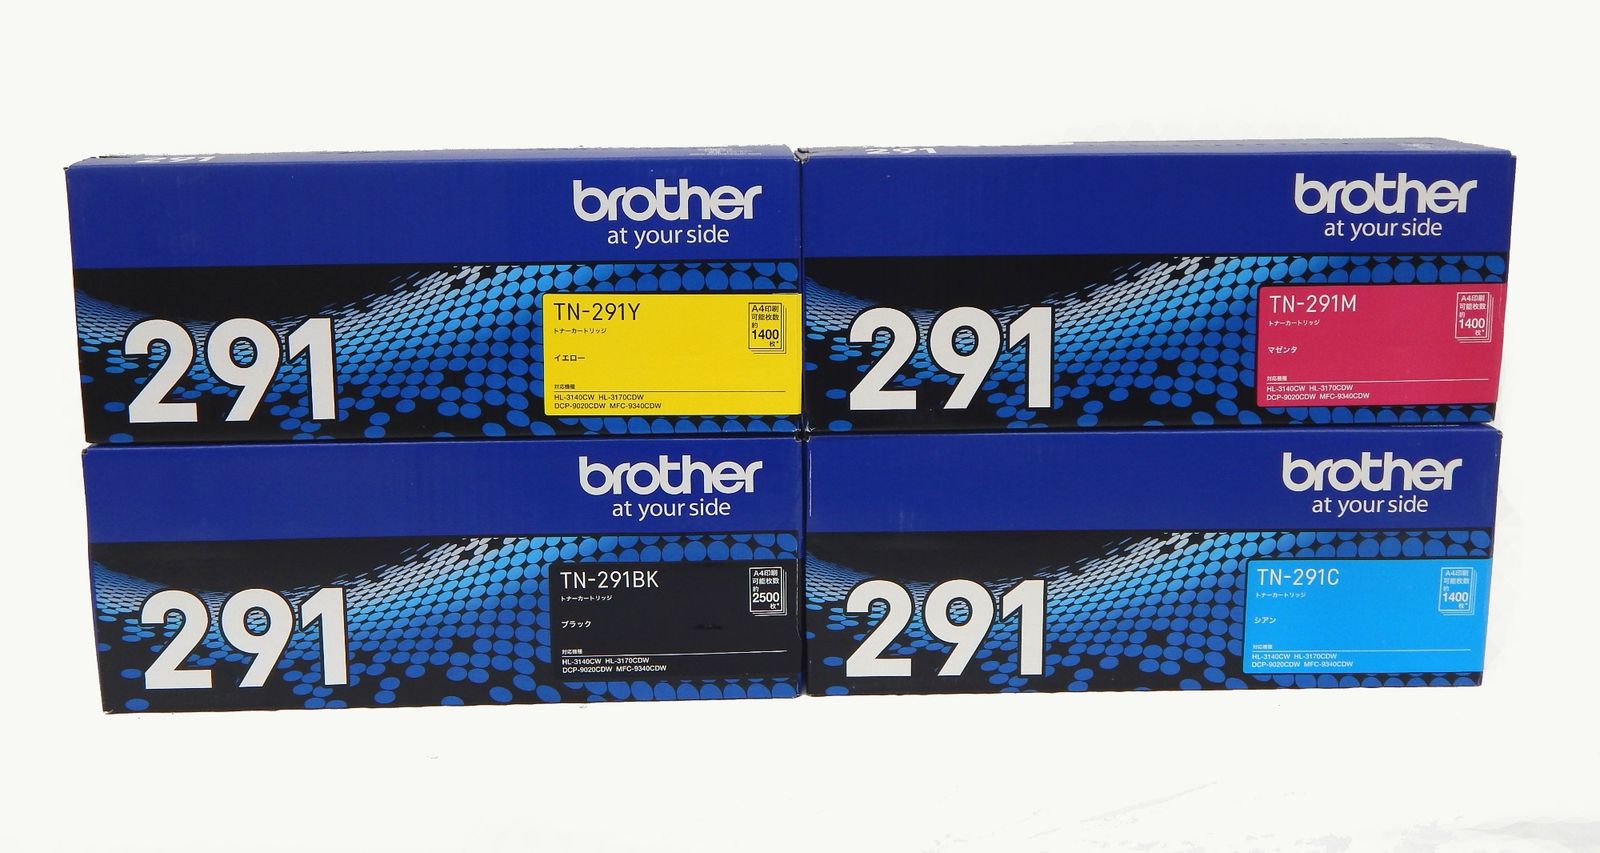 291
brother
at your side
291
TN-291Y
トナーカートリッジ
イエロー
A4印刷
可能枚数
約
1400
枚*
対応機種
HL-3140CW HL-3170CDW
DCP-9020CDW MFC-9340CDW
291
brother
at your side
291
TN-291M
トナーカートリッジ
マゼンタ
A4印刷
可能枚数
約
1400
枚*
対応機種
HL-3140CW HL-3170CDW
DCP-9020CDW MFC-9340CDW
brother
at your side
291
TN-291BK
トナーカートリッジ
ブラック
A4印刷
可能枚数
約
2500
枚*
対応機種
HL-3140CW HL-3170CDW
DCP-9020CDW MFC-9340CDW
brother
at your side
291
TN-291C
トナーカートリッジ
シアン
A4印刷
可能枚数
約
1400
枚*
対応機種
HL-3140CW HL-3170CDW
DCP-9020CDW MFC-9340CDW